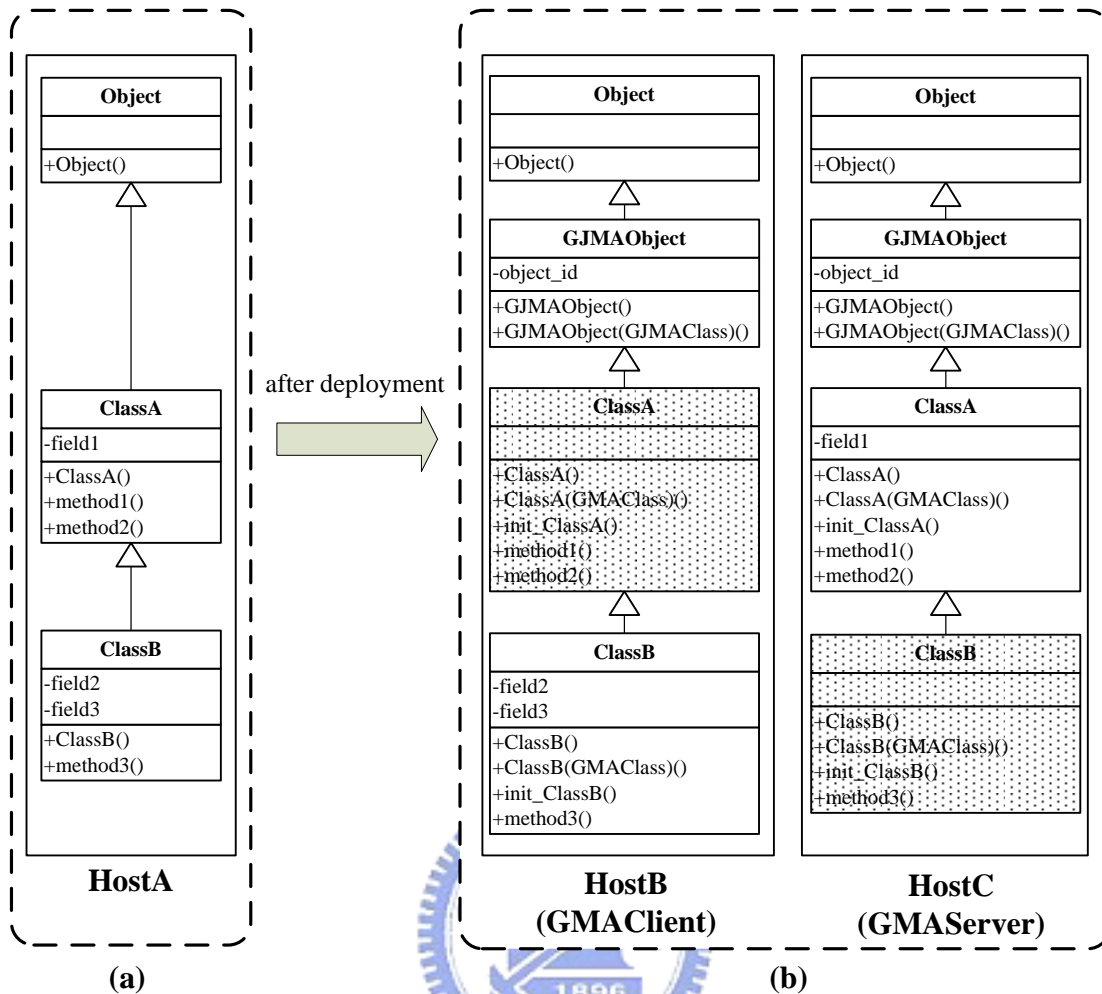 Object
+Object()
ClassA
-field1
+ClassA()
+method1()
+method2()
ClassB
-field2
-field3
+ClassB()
+method3()
HostA
(a)
after deployment
Object
+Object()
GJMAObject
-object_id
+GJMAObject()
+GJMAObject(GJMAClass)()
ClassA
+ClassA()
+ClassA(GMAClass)()
+init_ClassA()
+method1()
+method2()
ClassB
-field2
-field3
+ClassB()
+ClassB(GMAClass)()
+init_ClassB()
+method3()
HostB
(GMAClient)
Object
+Object()
GJMAObject
-object_id
+GJMAObject()
+GJMAObject(GJMAClass)()
ClassA
-field1
+ClassA()
+ClassA(GMAClass)()
+init_ClassA()
+method1()
+method2()
ClassB
+ClassB()
+ClassB(GMAClass)()
+init_ClassB()
+method3()
HostC
(GMAServer)
(b)
1896